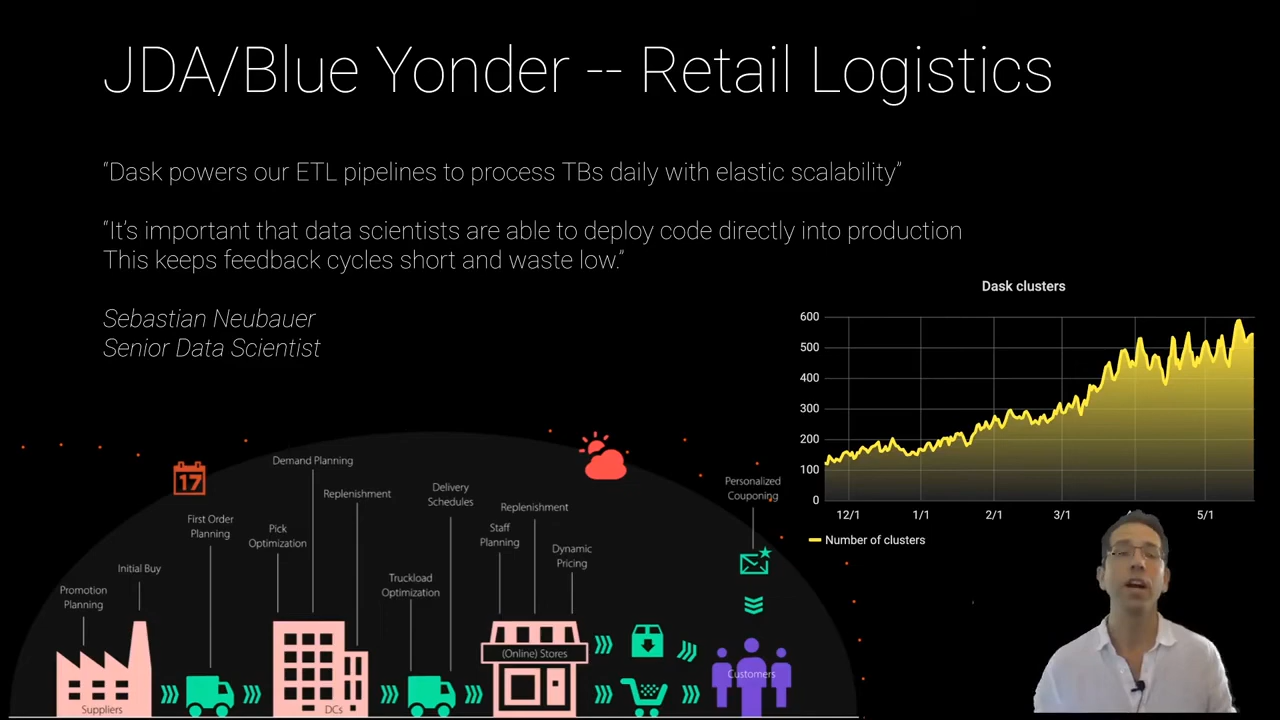 JDA/Blue Yonder -- Retail Logistics
“Dask powers our ETL pipelines to process TBs daily with elastic scalability”
“It’s important that data scientists are able to deploy code directly into production
This keeps feedback cycles short and waste low.”
Sebastian Neubauer
Senior Data Scientist
Dask clusters
600
500
400
300
200
100
0
12/1
1/1
2/1
3/1
5/1
Number of clusters
17
Promotion
Planning
Initial Buy
First Order
Planning
Pick
Optimization
Demand Planning
Replenishment
Truckload
Optimization
Delivery
Schedules
Staff
Planning
Replenishment
Dynamic
Pricing
Personalized
Couponing
Suppliers
DCs
(Online) Stores
Customers